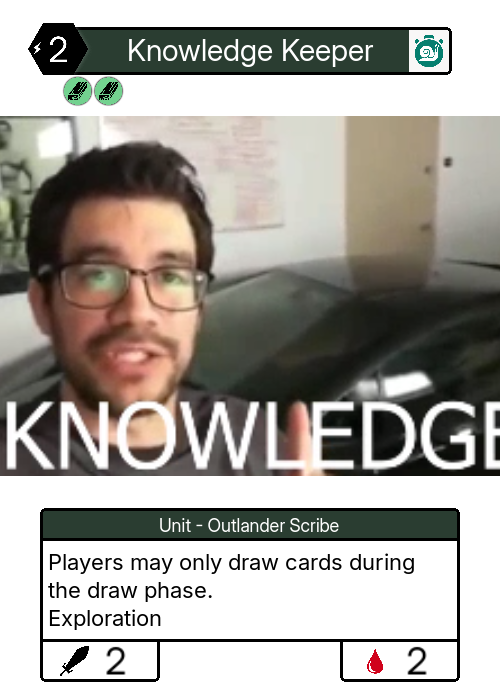 2 Knowledge Keeper
KNOWLEDGE
Unit - Outlander Scribe
Players may only draw cards during
the draw phase.
Exploration
2 2